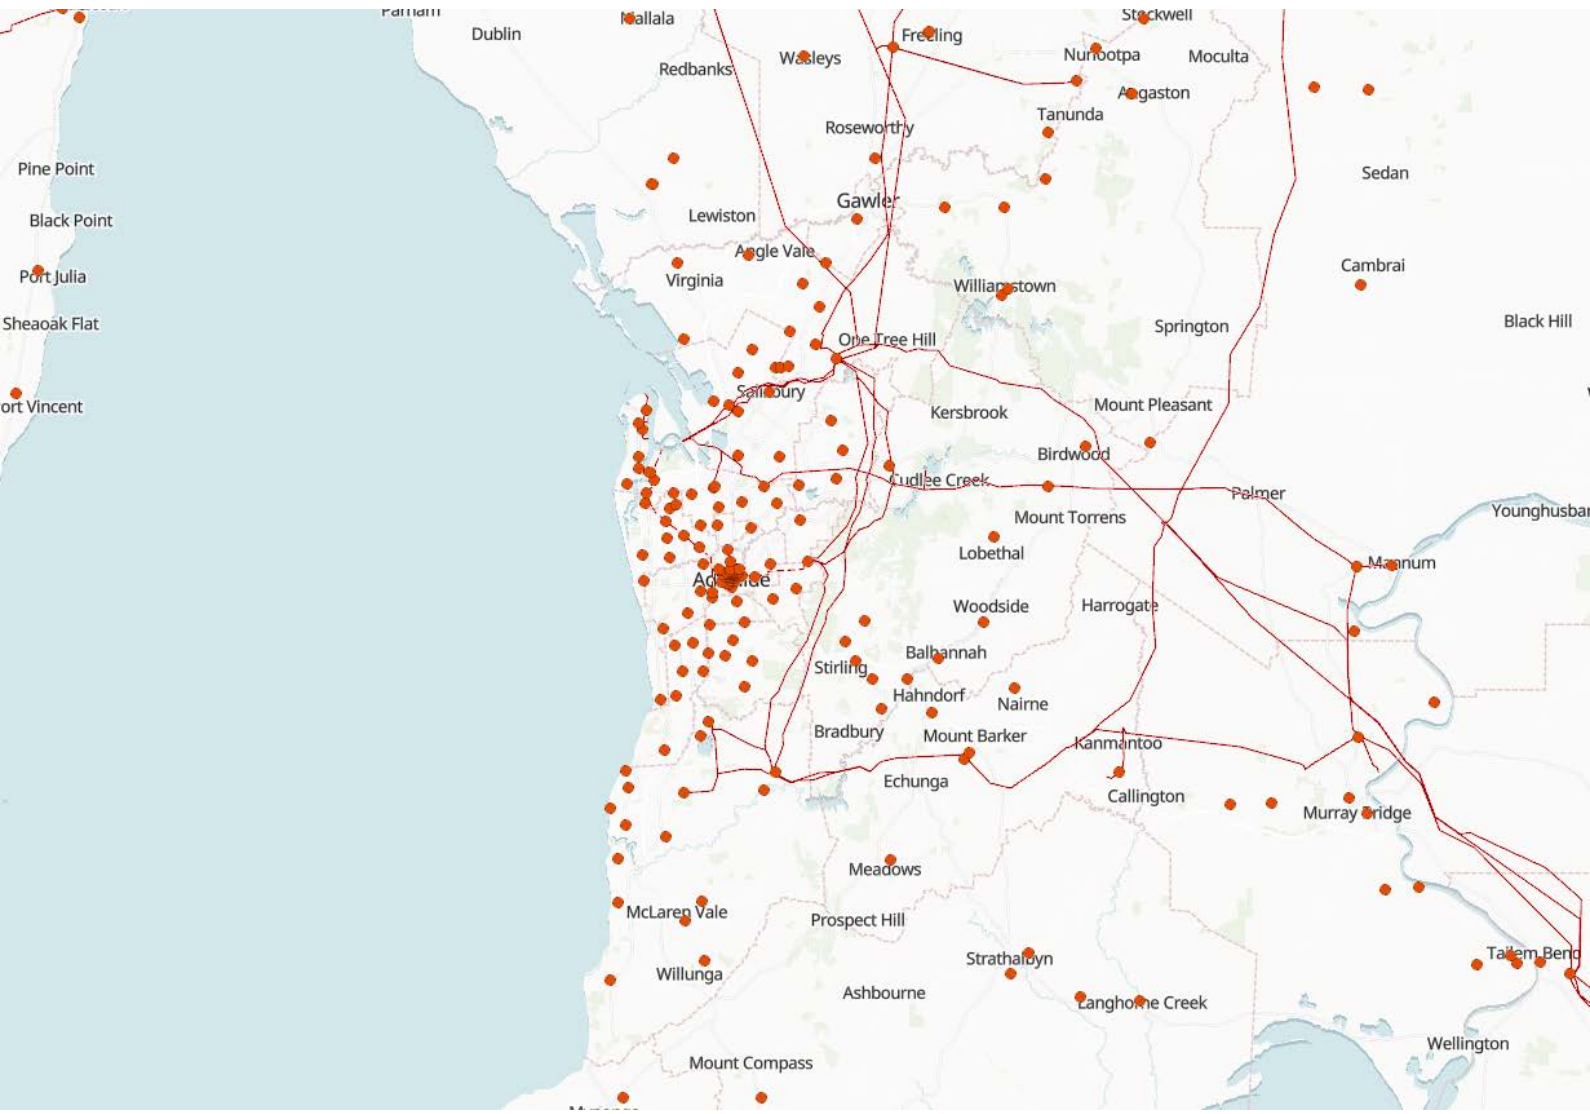 Dublin
Mallala
Stockwell
Freeling
Redbanks
Wasleys
Nuriootpa
Moculta
Angaston
Tanunda
Roseworthy
Pine Point
Sedan
Gawler
Black Point
Lewiston
Angle Vale
Port Julia
Virginia
Cambrai
Williamstown
Sheaoak Flat
Springton
Black Hill
One Tree Hill
Salisbury
ort Vincent
Kersbrook
Mount Pleasant
Birdwood
Cudlee Creek
Palmer
Younghusba
Mount Torrens
Lobethal
Mannum
Adelaide
Woodside
Harrogate
Balhannah
Stirling
Hahndorf
Nairne
Bradbury
Mount Barker
Kanmantoo
Echunga
Callington
Murray Bridge
Meadows
McLaren Vale
Prospect Hill
Tailem Bend
Strathalbyn
Willunga
Ashbourne
Langhorne Creek
Wellington
Mount Compass